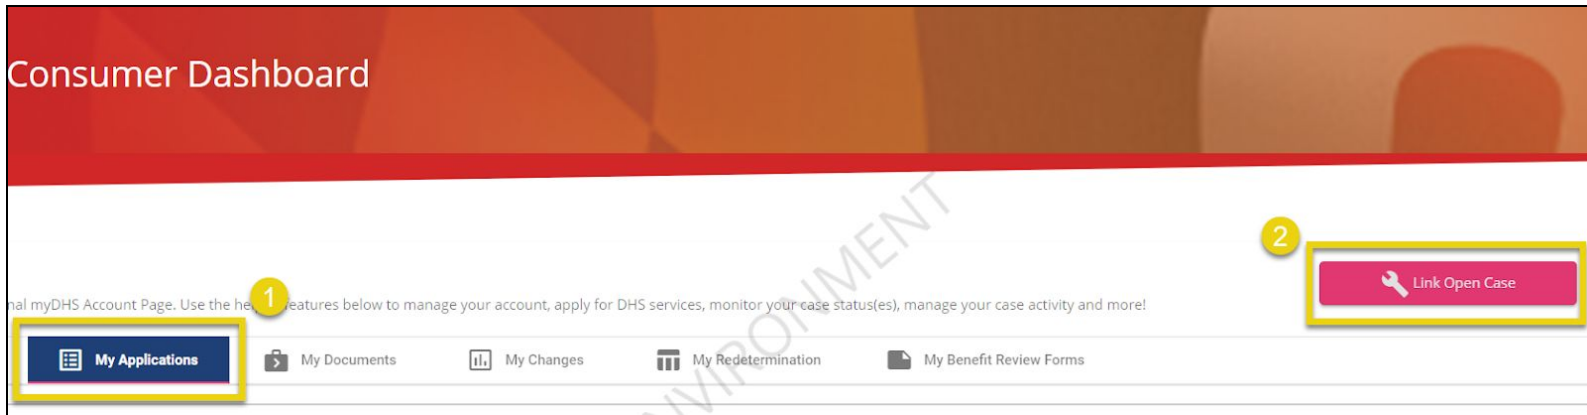 Consumer Dashboard
2
Link Open Case
1
nal myDHS Account Page. Use the he features below to manage your account, apply for DHS services, monitor your case status(es), manage your case activity and more!
My Applications
My Documents
My Changes
My Redetermination
My Benefit Review Forms
ENVIRONMENT